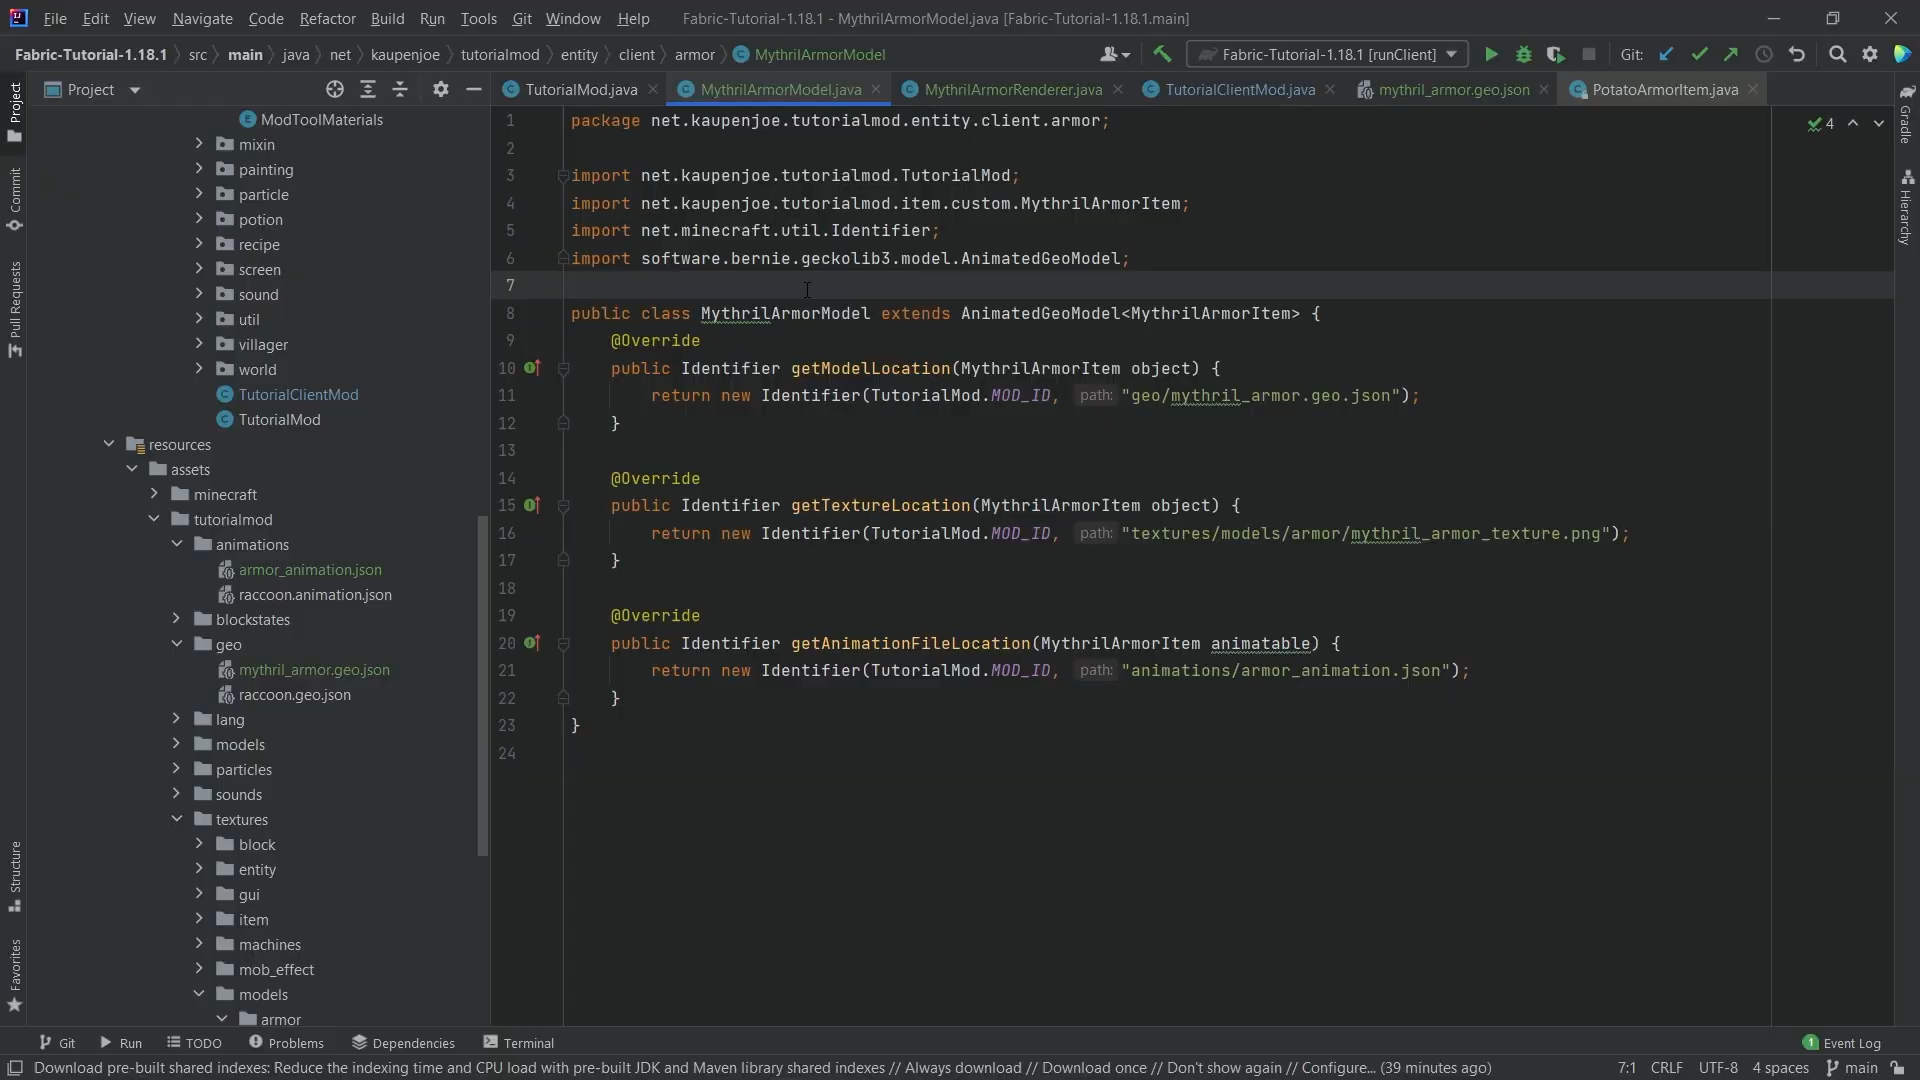 File Edit View Navigate Code Refactor Build Run Tools Git Window Help Fabric-Tutorial-1.18.1 - MythrilArmorModel.java [Fabric-Tutorial-1.18.1.main]
Fabric-Tutorial-1.18.1 src main java net kaupenjoe tutorialmod entity client armor MythrilArmorModel Fabric-Tutorial-1.18.1 [runClient] Git:
Project TutorialMod.java MythrilArmorModel.java MythrilArmorRenderer.java TutorialClientMod.java mythril_armor.geo.json PotatoArmorItem.java
Project
Commit
Pull Requests
Structure
Favorites
ModToolMaterials
mixin
painting
particle
potion
recipe
screen
sound
util
villager
world
TutorialClientMod
TutorialMod
resources
assets
minecraft
tutorialmod
animations
armor_animation.json
raccoon.animation.json
blockstates
geo
mythril_armor.geo.json
raccoon.geo.json
lang
models
particles
sounds
textures
block
entity
gui
item
machines
mob_effect
models
armor
1 package net.kaupenjoe.tutorialmod.entity.client.armor;
2
3 import net.kaupenjoe.tutorialmod.TutorialMod;
4 import net.kaupenjoe.tutorialmod.item.custom.MythrilArmorItem;
5 import net.minecraft.util.Identifier;
6 import software.bernie.geckolib3.model.AnimatedGeoModel;
7
8 public class MythrilArmorModel extends AnimatedGeoModel<MythrilArmorItem> {
9 @Override
10 public Identifier getModelLocation(MythrilArmorItem object) {
11 return new Identifier(TutorialMod.MOD_ID, path: "geo/mythril_armor.geo.json");
12 }
13
14 @Override
15 public Identifier getTextureLocation(MythrilArmorItem object) {
16 return new Identifier(TutorialMod.MOD_ID, path: "textures/models/armor/mythril_armor_texture.png");
17 }
18
19 @Override
20 public Identifier getAnimationFileLocation(MythrilArmorItem animatable) {
21 return new Identifier(TutorialMod.MOD_ID, path: "animations/armor_animation.json");
22 }
23 }
24
4
Gradle
Hierarchy
Git Run TODO Problems Dependencies Terminal 1 Event Log
Download pre-built shared indexes: Reduce the indexing time and CPU load with pre-built JDK and Maven library shared indexes // Always download // Download once // Don't show again // Configure... (39 minutes ago) 7:1 CRLF UTF-8 4 spaces main